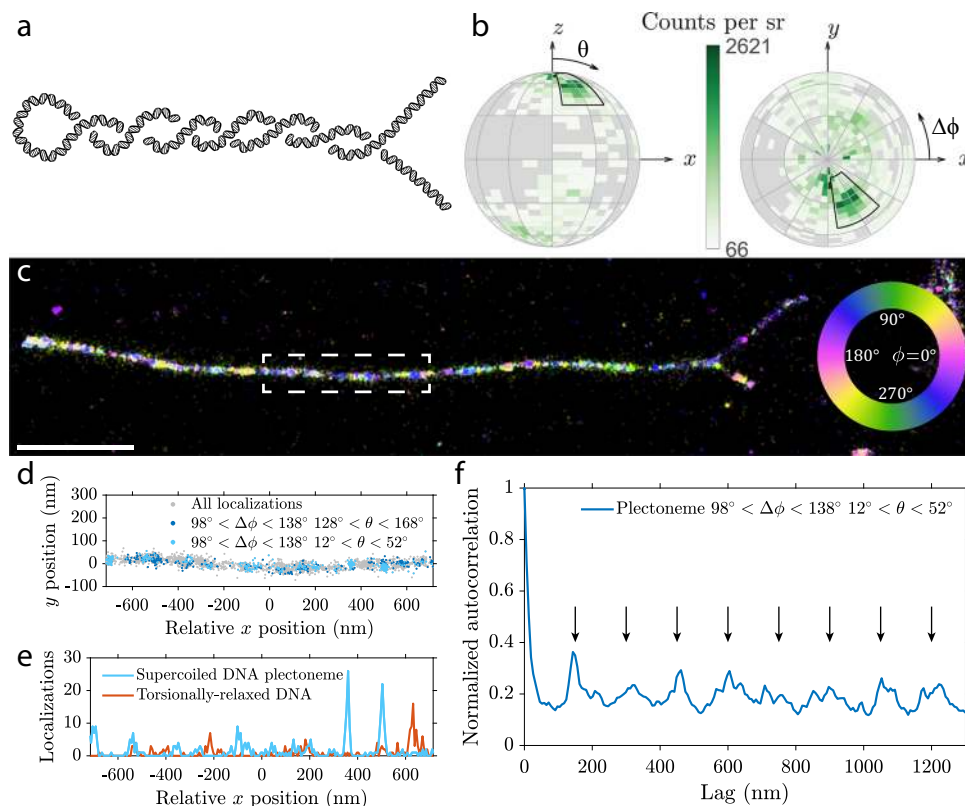 a
b
Counts per sr
2621
66
z
θ
x
y
Δϕ
x
c
90°
180° ϕ=0°
270°
d
y position (nm)
300
200
100
0
-100
All localizations
98° < Δϕ < 138° 128° < θ < 168°
98° < Δϕ < 138° 12° < θ < 52°
-600 -400 -200 0 200 400 600
Relative x position (nm)
e
Localizations
30
20
10
0
Supercoiled DNA plectoneme
Torsionally-relaxed DNA
-600 -400 -200 0 200 400 600
Relative x position (nm)
f
Normalized autocorrelation
1
0.8
0.6
0.4
0.2
0
Plectoneme 98° < Δϕ < 138° 12° < θ < 52°
0 200 400 600 800 1000 1200
Lag (nm)